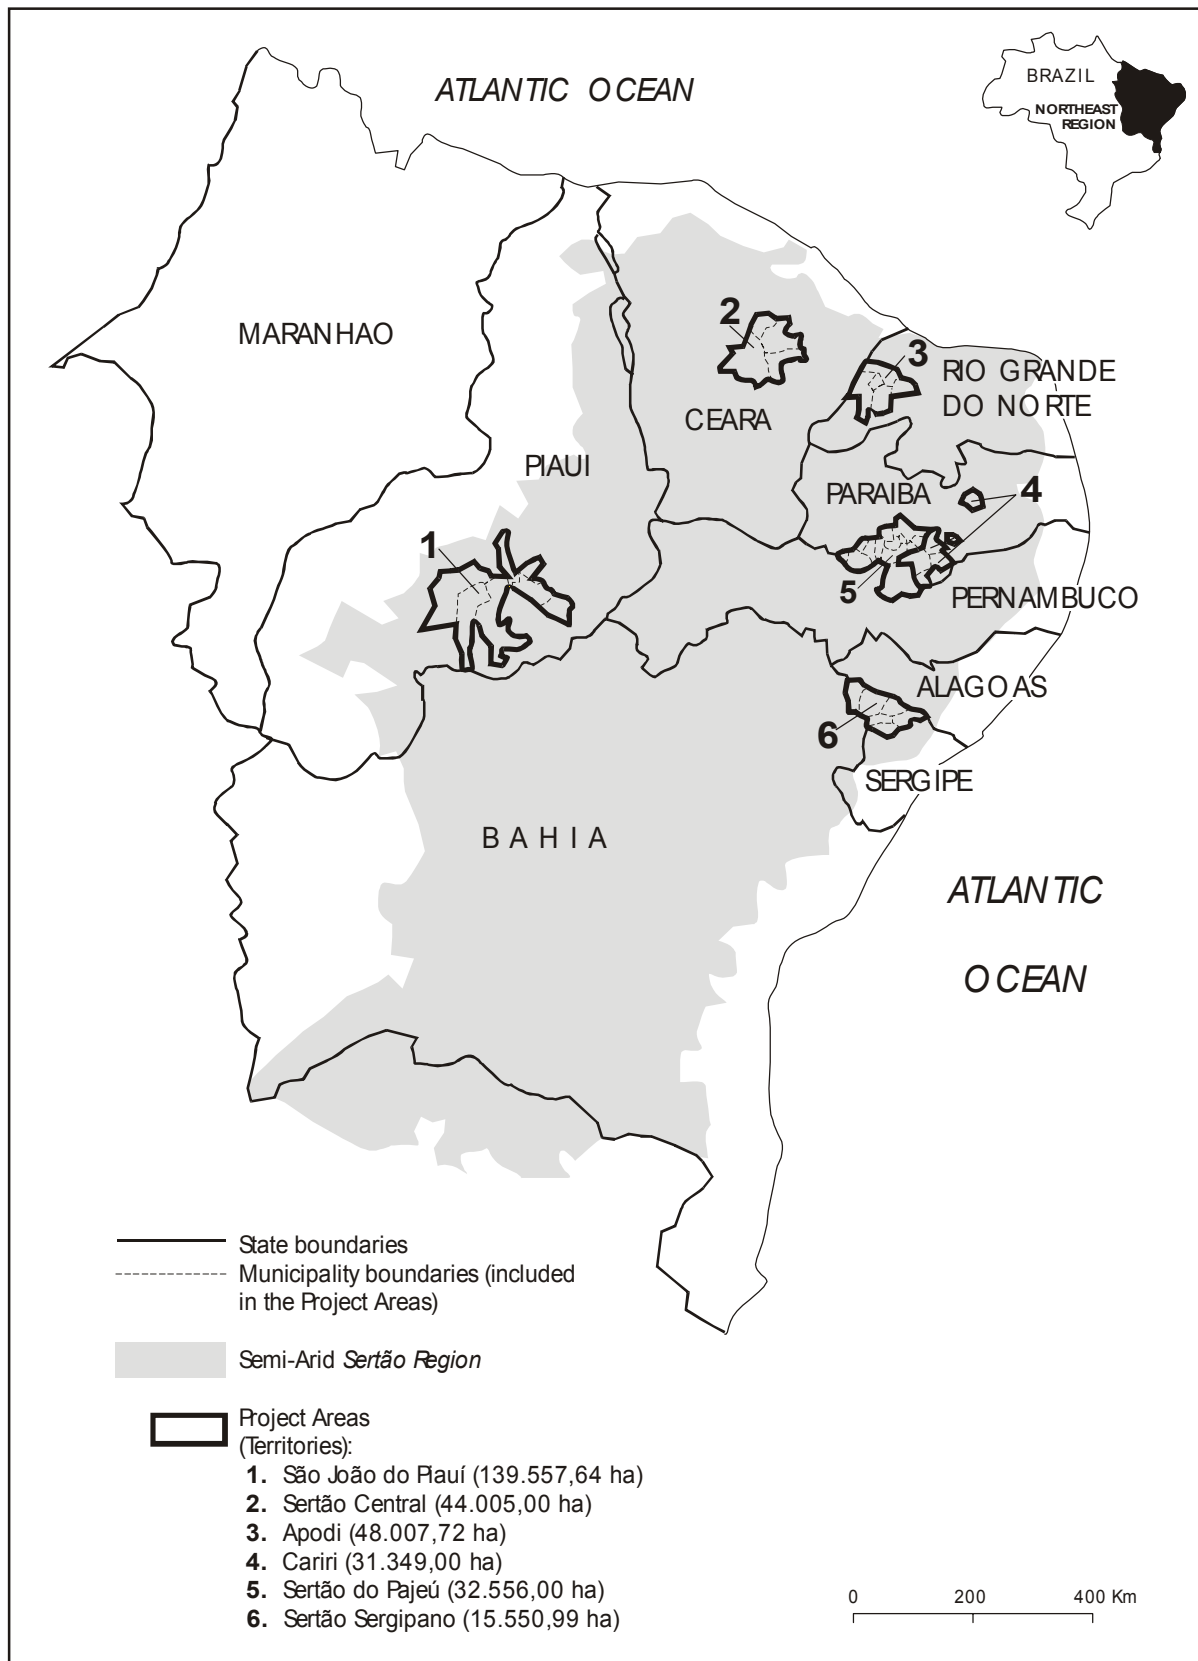 ATLANTIC OCEAN
BRAZIL
NORTHEAST
REGION
MARANHAO
2
3
RIO GRANDE
DO NORTE
CEARA
PIAUI
PARAIBA
4
1
5
PERNAMBUCO
ALAGOAS
6
SERGIPE
BAHIA
ATLANTIC
OCEAN
State boundaries
Municipality boundaries (included
in the Project Areas)
Semi-Arid Sertão Region
Project Areas
(Territories):
1. São João do Piauí (139.557,64 ha)
2. Sertão Central (44.005,00 ha)
3. Apodi (48.007,72 ha)
4. Cariri (31.349,00 ha)
5. Sertão do Pajeú (32.556,00 ha)
6. Sertão Sergipano (15.550,99 ha)
0 200 400 Km